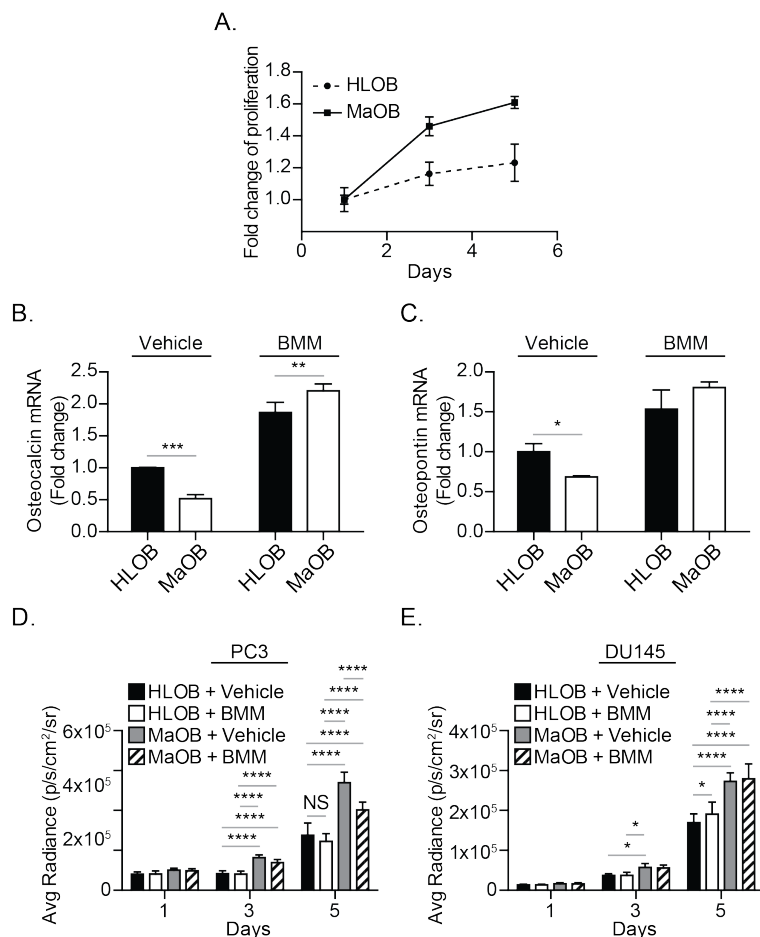 A.
Fold change of proliferation
1.8
1.6
1.4
1.2
1.0
HLOB
MaOB
0 2 4 6
Days
B.
Vehicle BMM
Osteocalcin mRNA
(Fold change)
2.5
2.0
1.5
1.0
0.5
0.0
***
**
HLOB MaOB HLOB MaOB
C.
Vehicle BMM
Osteopontin mRNA
(Fold change)
2.0
1.5
1.0
0.5
0.0
*
HLOB MaOB HLOB MaOB
D.
PC3
HLOB + Vehicle
HLOB + BMM
MaOB + Vehicle
MaOB + BMM
Avg Radiance (p/s/cm²/sr)
6x10⁵
4x10⁵
2x10⁵
0
****
****
****
****
NS
****
****
****
****
****
1 3 5
Days
E.
DU145
HLOB + Vehicle
HLOB + BMM
MaOB + Vehicle
MaOB + BMM
Avg Radiance (p/s/cm²/sr)
4x10⁵
3x10⁵
2x10⁵
1x10⁵
0
*
*
*
****
****
****
****
1 3 5
Days